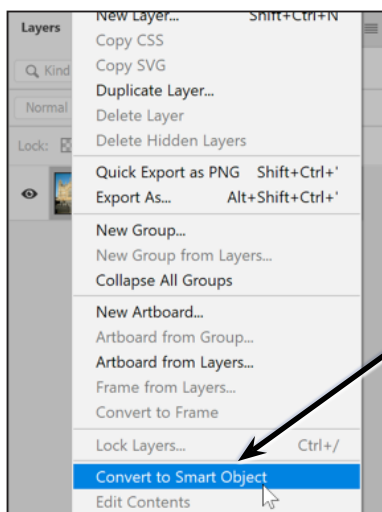 New Layer... Shift+Ctrl+N
Layers
Copy CSS
Copy SVG
Kind
Duplicate Layer...
Normal
Delete Layer
Lock:
Delete Hidden Layers
Quick Export as PNG Shift+Ctrl+'
Export As... Alt+Shift+Ctrl+'
New Group...
New Group from Layers...
Collapse All Groups
New Artboard...
Artboard from Group...
Artboard from Layers...
Frame from Layers...
Convert to Frame
Lock Layers... Ctrl+/
Convert to Smart Object
Edit Contents